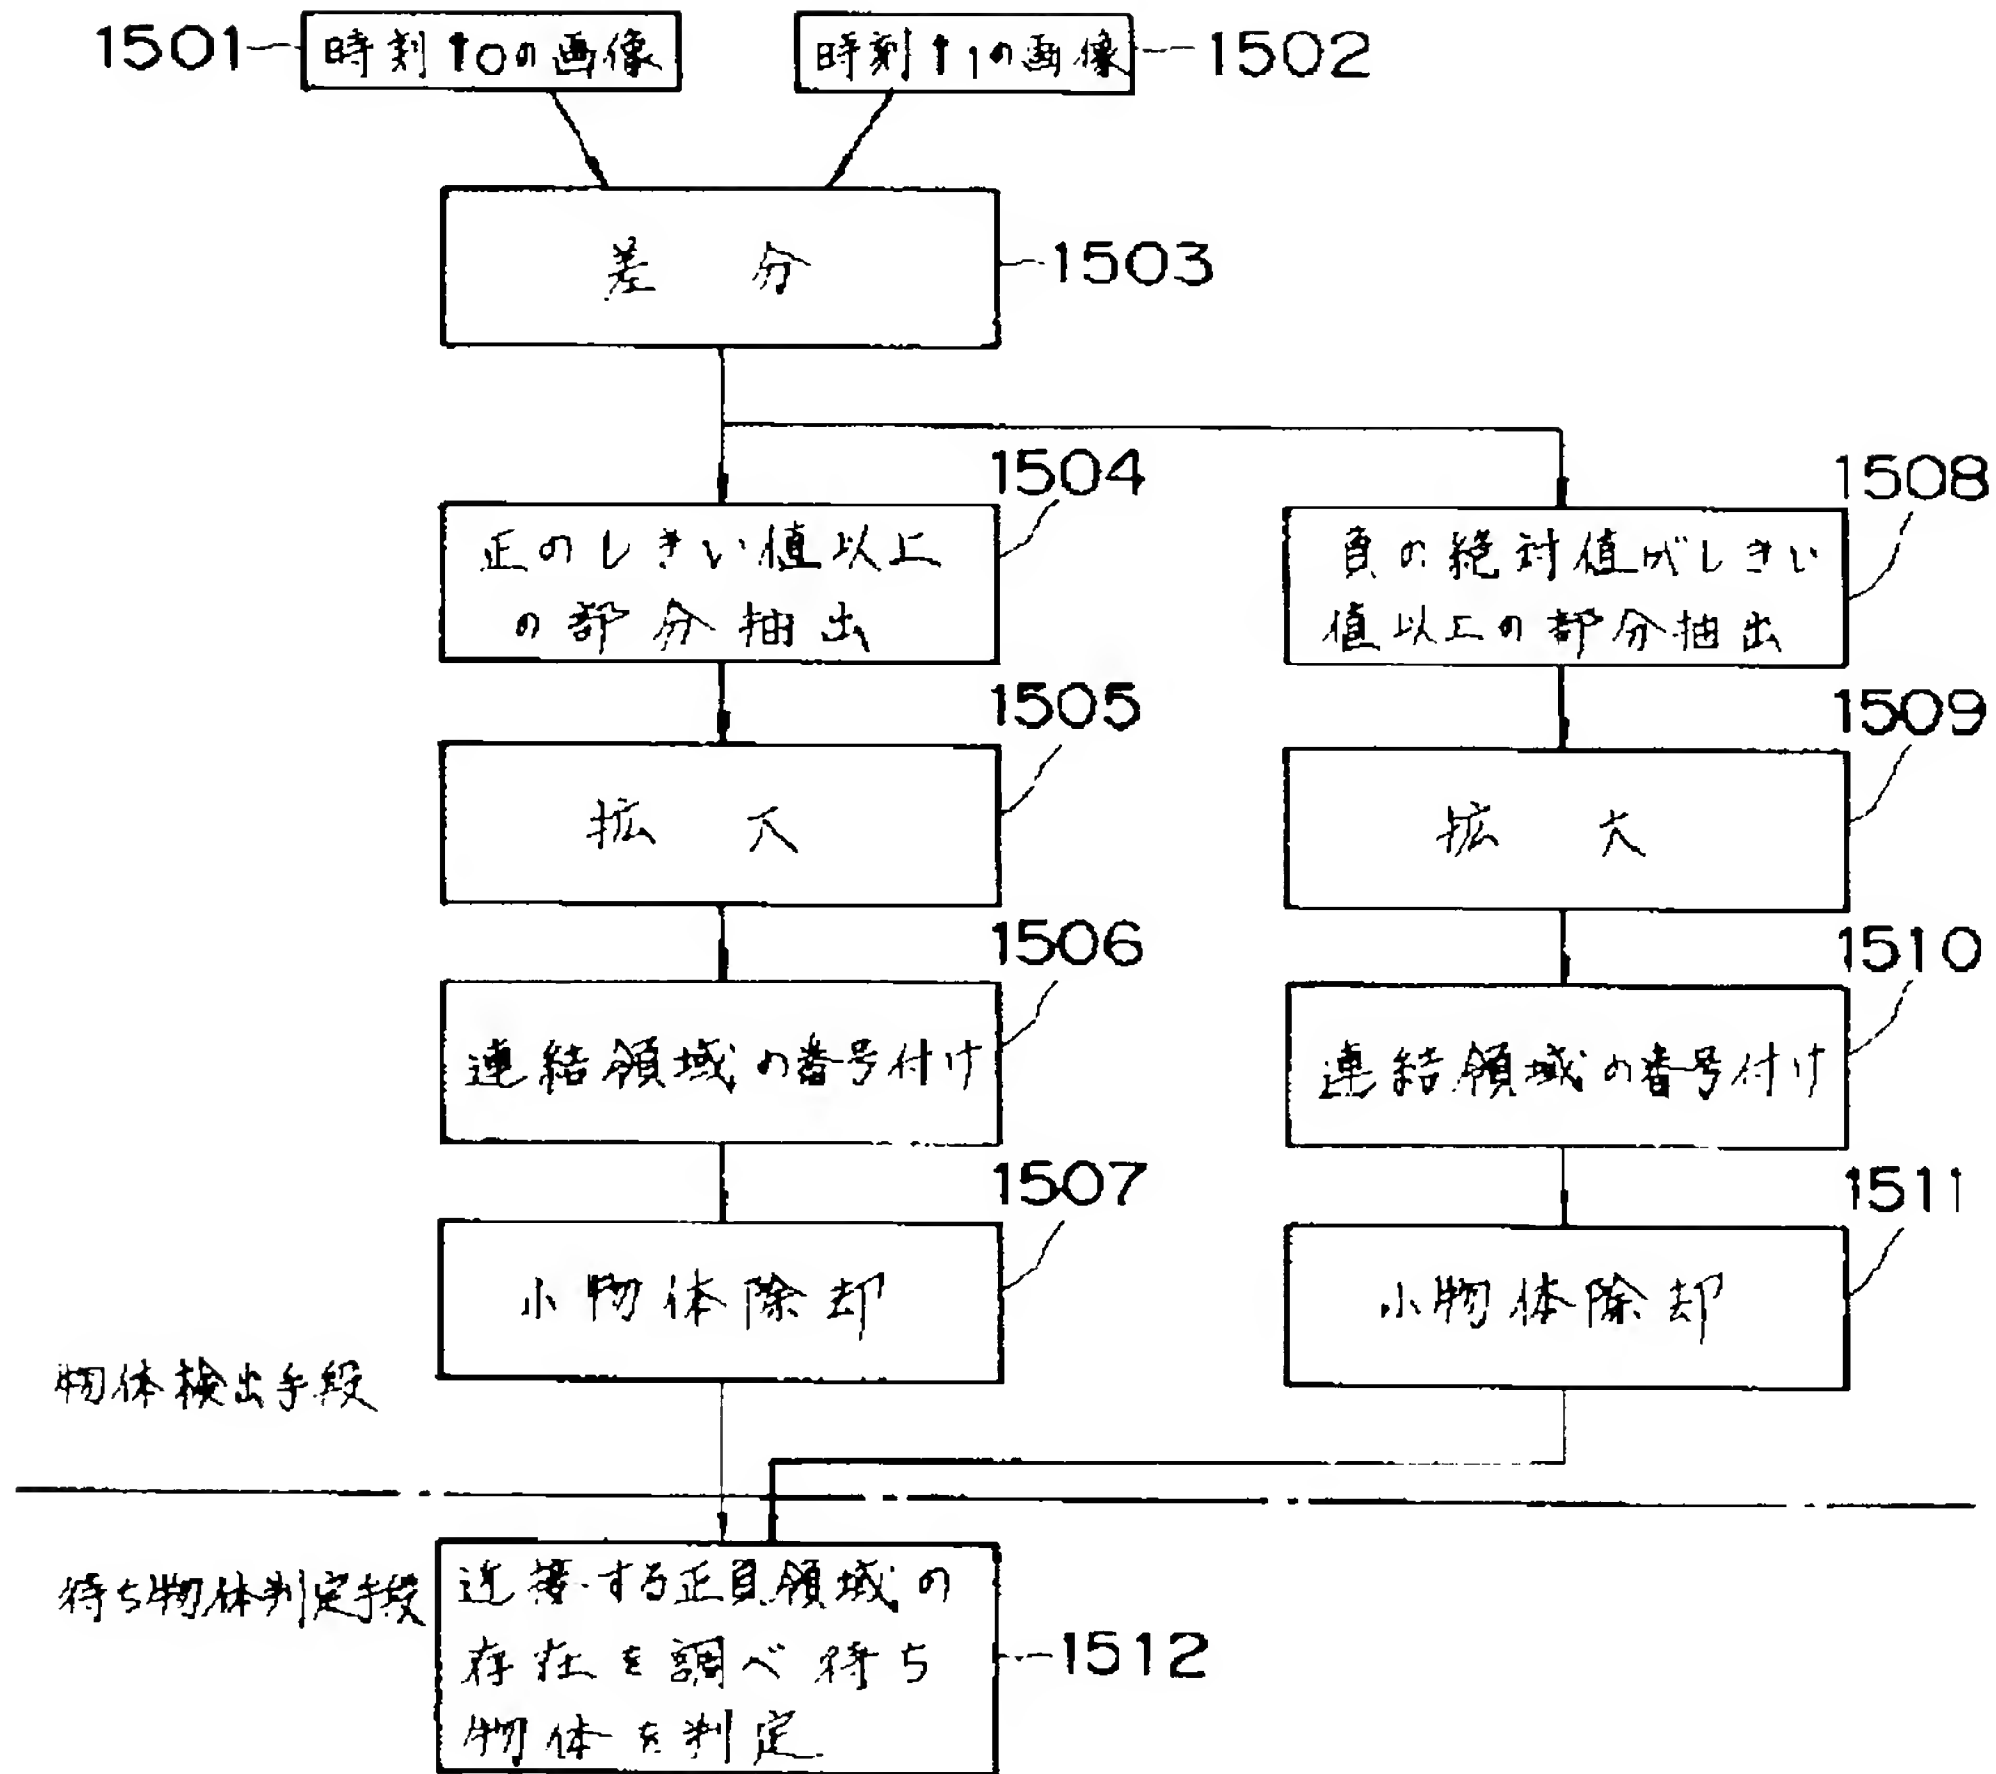 1501
時刻t0の画像
時刻t1の画像
1502
差分
1503
1504
正のしきい値以上
の部分抽出
1508
負の絶対値がしきい
値以上の部分抽出
1505
拡大
1509
拡大
1506
連結領域の番号付け
1510
連結領域の番号付け
1507
小物体除却
1511
小物体除却
物体検出手段
待ち物体判定手段
近接する正負領域の
存在を調べ待ち
物体を判定
1512